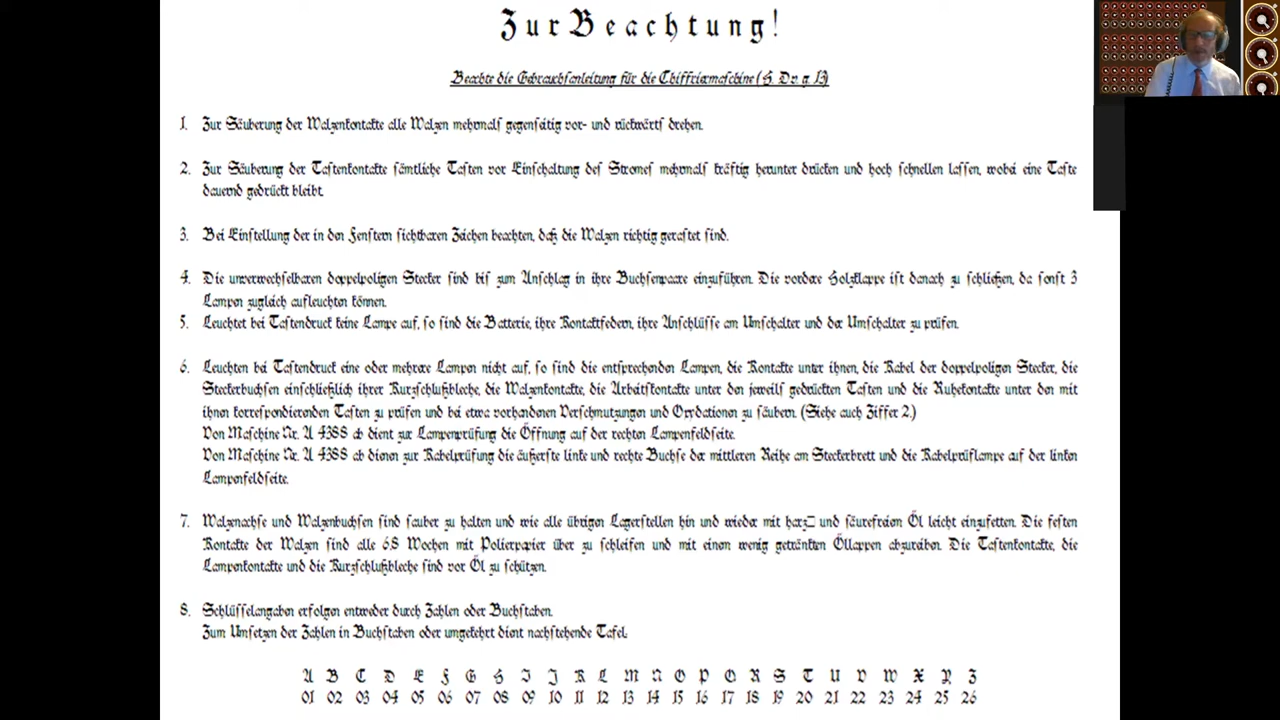 Zur Beachtung!
Beachte die Gebrauchsanleitung für die Chiffriermaschine (H. Dv. g. 13)
1. Zur Säuberung der Walzenkontakte alle Walzen mehrmals gegenseitig vor- und rückwärts drehen.
2. Zur Säuberung der Tastenkontakte sämtliche Tasten vor Einschaltung des Stromes mehrmals kräftig herunter drücken und hoch schnellen lassen, wobei eine Taste
dauernd gedrückt bleibt.
3. Bei Einstellung der in den Fenstern sichtbaren Zeichen beachten, daß die Walzen richtig gerastet sind.
4. Die unverwechselbaren doppelpoligen Stecker sind bis zum Anschlag in ihre Buchsenpaare einzuführen. Die vordere Holzklappe ist danach zu schließen, da sonst 3
Lampen zugleich aufleuchten können.
5. Leuchtet bei Tastendruck keine Lampe auf, so sind die Batterie, ihre Kontaktfedern, ihre Anschlüsse am Umschalter und der Umschalter zu prüfen.
6. Leuchten bei Tastendruck eine oder mehrere Lampen nicht auf, so sind die entsprechenden Lampen, die Kontakte unter ihnen, die Kabel der doppelpoligen Stecker, die
Steckerbuchsen einschließlich ihrer Kurzschlußbleche, die Walzenkontakte, die Arbeitskontakte unter den jeweils gedrückten Tasten und die Ruhekontakte unter den mit
ihnen korrespondierenden Tasten zu prüfen und bei etwa vorhandenen Verschmutzungen und Oxydationen zu säubern. (Siehe auch Ziffer 2.)
Von Maschine Nr. A 4388 ab dient zur Lampenprüfung die Öffnung auf der rechten Lampenfeldseite.
Von Maschine Nr. A 4388 ab dienen zur Kabelprüfung die äußerste linke und rechte Buchse der mittleren Reihe am Steckerbrett und die Kabelprüflampe auf der linken
Lampenfeldseite.
7. Walzenachse und Walzenbuchsen sind sauber zu halten und wie alle übrigen Lagerstellen hin und wieder mit harz□ und säurefreien Öl leicht einzufetten. Die festen
Kontakte der Walzen sind alle 68 Wochen mit Polierpapier über zu schleifen und mit einen wenig getränkten Öllappen abzureiben. Die Tastenkontakte, die
Lampenkontakte und die Kurzschlußbleche sind vor Öl zu schützen.
8. Schlüsselangaben erfolgen entweder durch Zahlen oder Buchstaben.
Zum Umsetzen der Zahlen in Buchstaben oder umgekehrt dient nachstehende Tafel.
A B C D E F G H I J K L M N O P Q R S T U V W X Y Z
01 02 03 04 05 06 07 08 09 10 11 12 13 14 15 16 17 18 19 20 21 22 23 24 25 26